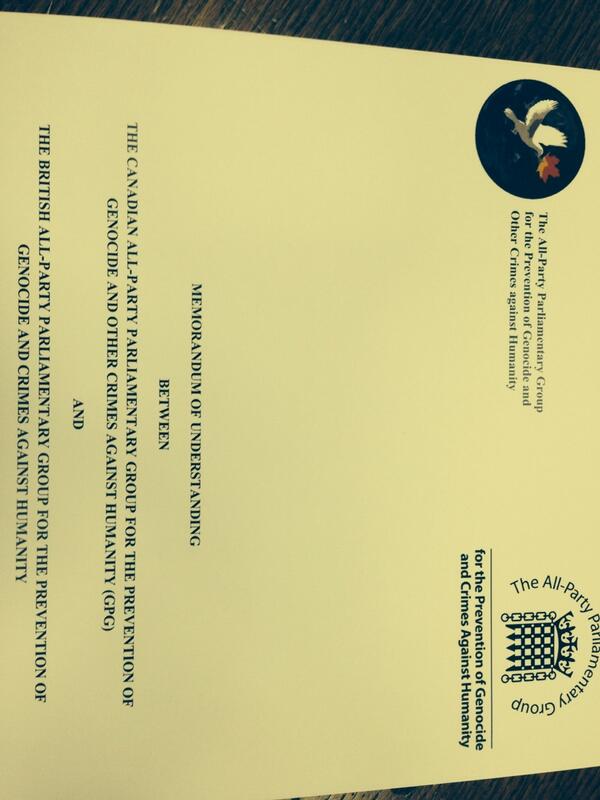 The All-Party Parliamentary Group
for the Prevention of Genocide and
Other Crimes against Humanity
The All-Party Parliamentary Group
for the Prevention of Genocide
and Crimes Against Humanity
MEMORANDUM OF UNDERSTANDING
BETWEEN
THE CANADIAN ALL-PARTY PARLIAMENTARY GROUP FOR THE PREVENTION OF
GENOCIDE AND OTHER CRIMES AGAINST HUMANITY (GPG)
AND
THE BRITISH ALL-PARTY PARLIAMENTARY GROUP FOR THE PREVENTION OF
GENOCIDE AND CRIMES AGAINST HUMANITY